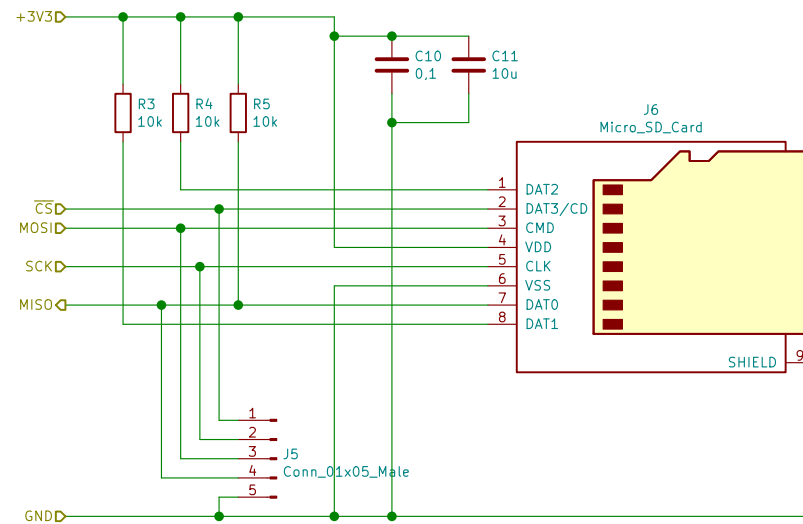 +3V3
C10
0,1
C11
10u
R3
10k
R4
10k
R5
10k
J6
Micro_SD_Card
1
DAT2
CS
2
DAT3/CD
MOSI
3
CMD
4
VDD
SCK
5
CLK
6
VSS
MISO
7
DAT0
8
DAT1
SHIELD
9
1
2
3
J5
4
Conn_01x05_Male
5
GND